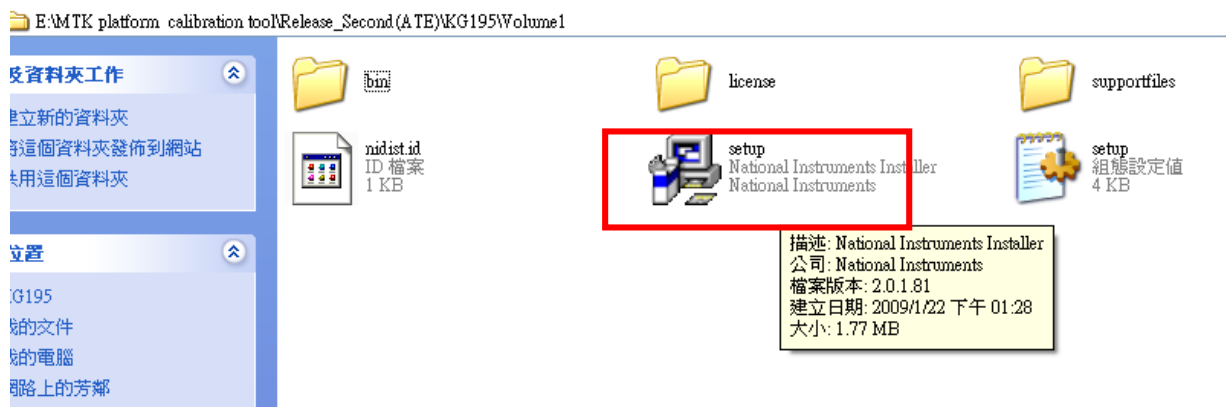 E:\MTK platform calibration tool\Release_Second(ATE)\KG195\Volume1
及資料夾工作
建立新的資料夾
將這個資料夾發佈到網站
共用這個資料夾
位置
KG195
我的文件
我的電腦
網路上的芳鄰
bin
license
supportfiles
nidist.id
ID 檔案
1 KB
setup
National Instruments Installer
National Instruments
setup
組態設定值
4 KB
描述: National Instruments Installer
公司: National Instruments
檔案版本: 2.0.1.81
建立日期: 2009/1/22 下午 01:28
大小: 1.77 MB